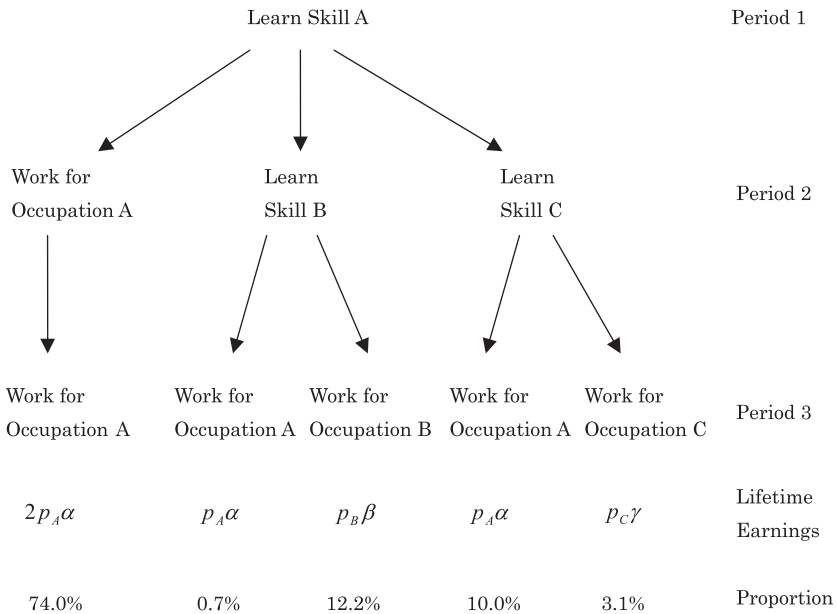 Learn Skill A
Period 1
Work for
Occupation A
Learn
Skill B
Learn
Skill C
Period 2
Work for
Occupation A
Work for
Occupation A
Work for
Occupation B
Work for
Occupation A
Work for
Occupation C
Period 3
2p_Aα
p_Aα
p_Bβ
p_Aα
p_Cγ
Lifetime
Earnings
74.0%
0.7%
12.2%
10.0%
3.1%
Proportion